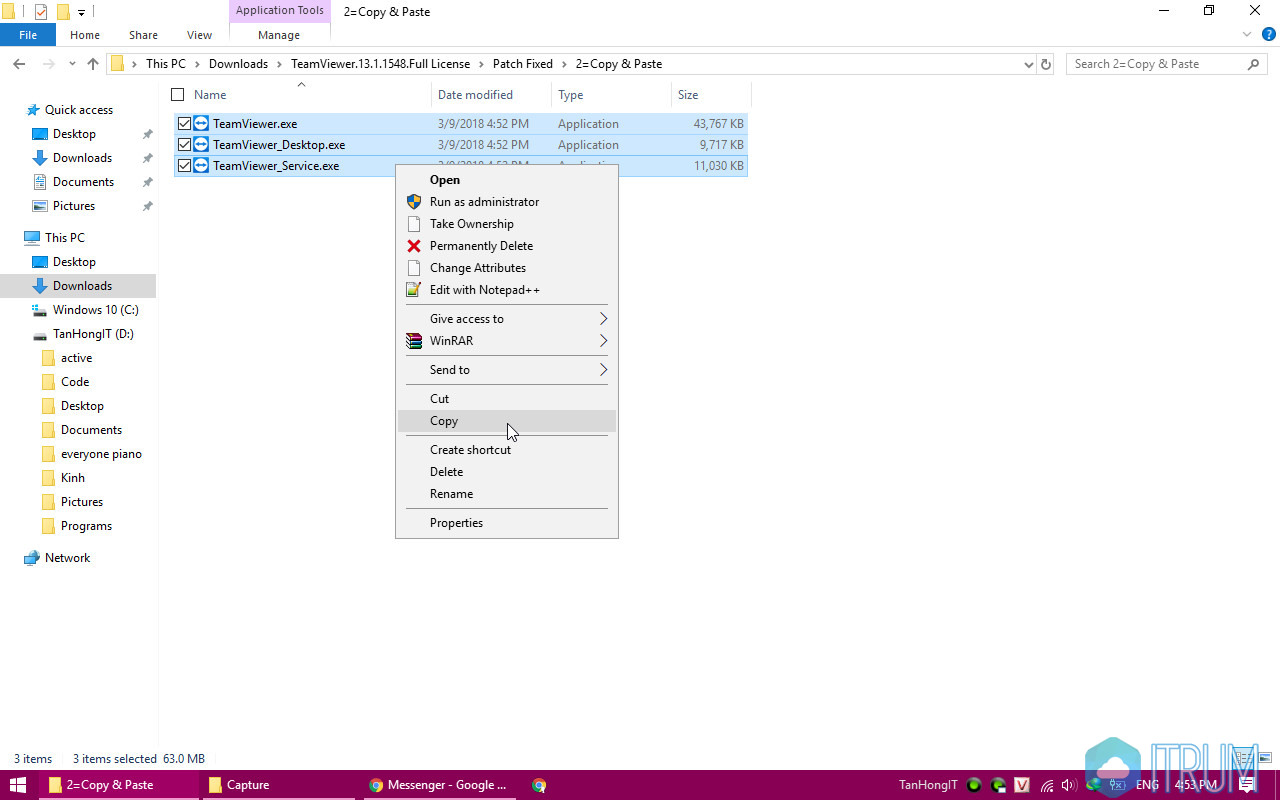 Application Tools
2=Copy & Paste
File
Home
Share
View
Manage
This PC
Downloads
TeamViewer.13.1.1548.Full License
Patch Fixed
2=Copy & Paste
Search 2=Copy & Paste
Name
Date modified
Type
Size
TeamViewer.exe 3/9/2018 4:52 PM Application 43,767 KB
TeamViewer_Desktop.exe 3/9/2018 4:52 PM Application 9,717 KB
TeamViewer_Service.exe 11,030 KB
Quick access
Desktop
Downloads
Documents
Pictures
This PC
Desktop
Downloads
Windows 10 (C:)
TanHongIT (D:)
active
Code
Desktop
Documents
everyone piano
Kinh
Pictures
Programs
Network
Open
Run as administrator
Take Ownership
Permanently Delete
Change Attributes
Edit with Notepad++
Give access to
WinRAR
Send to
Cut
Copy
Create shortcut
Delete
Rename
Properties
3 items
3 items selected 63.0 MB
ITRUM
2=Copy & Paste
Capture
Messenger - Google ...
TanHongIT
V
ENG
4:53 PM